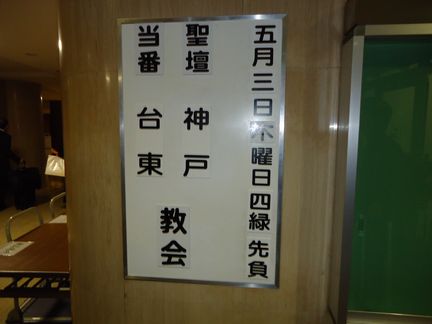 五月三日木曜日四緑先負
聖壇 神戸
当番 台東
教会